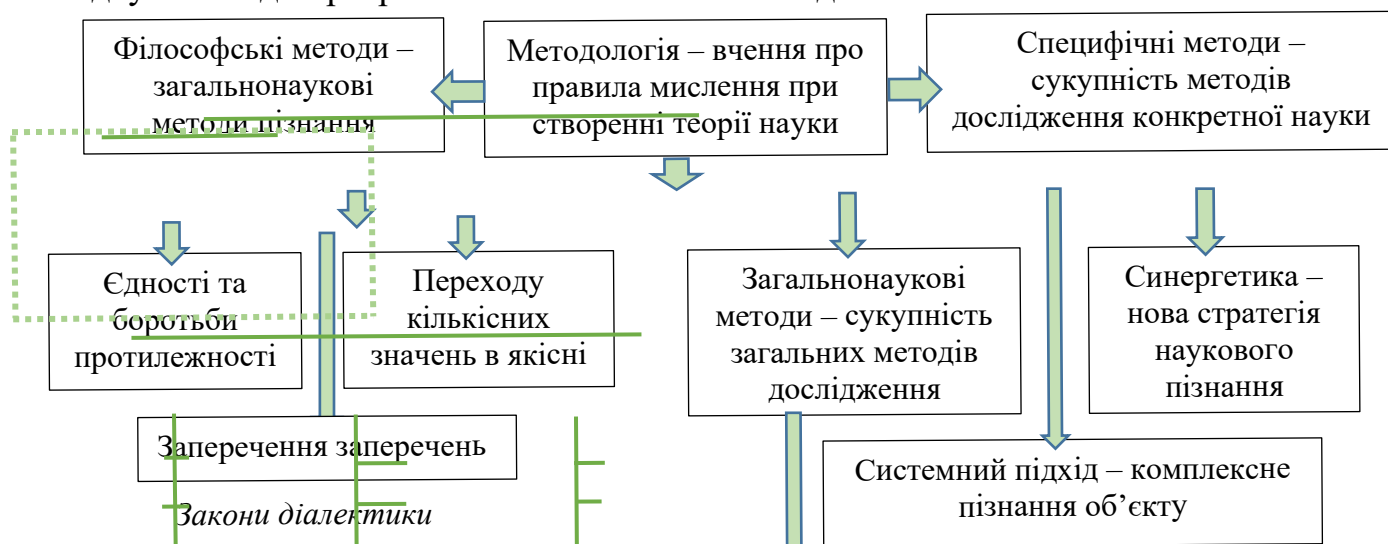 Філософські методи –
загальнонаукові
методи пізнання
Методологія – вчення про
правила мислення при
створенні теорії науки
Специфічні методи –
сукупність методів
дослідження конкретної науки
Єдності та
боротьби
протилежності
Переходу
кількісних
значень в якісні
Загальнонаукові
методи – сукупність
загальних методів
дослідження
Синергетика –
нова стратегія
наукового
пізнання
Заперечення заперечень
Системний підхід – комплексне
пізнання об’єкту
Закони діалектики